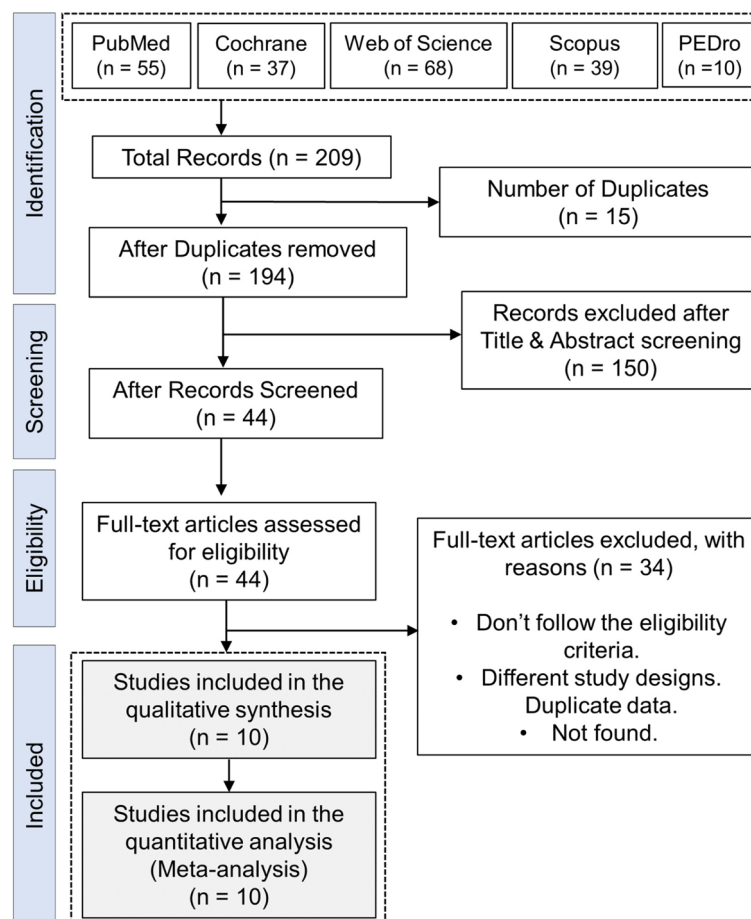 PubMed
(n = 55)
Cochrane
(n = 37)
Web of Science
(n = 68)
Scopus
(n = 39)
PEDro
(n =10)
Identification
Total Records (n = 209)
Number of Duplicates
(n = 15)
After Duplicates removed
(n = 194)
Screening
Records excluded after
Title & Abstract screening
(n = 150)
After Records Screened
(n = 44)
Eligibility
Full-text articles assessed
for eligibility
(n = 44)
Full-text articles excluded, with
reasons (n = 34)
• Don’t follow the eligibility
criteria.
• Different study designs.
Duplicate data.
• Not found.
Included
Studies included in the
qualitative synthesis
(n = 10)
Studies included in the
quantitative analysis
(Meta-analysis)
(n = 10)